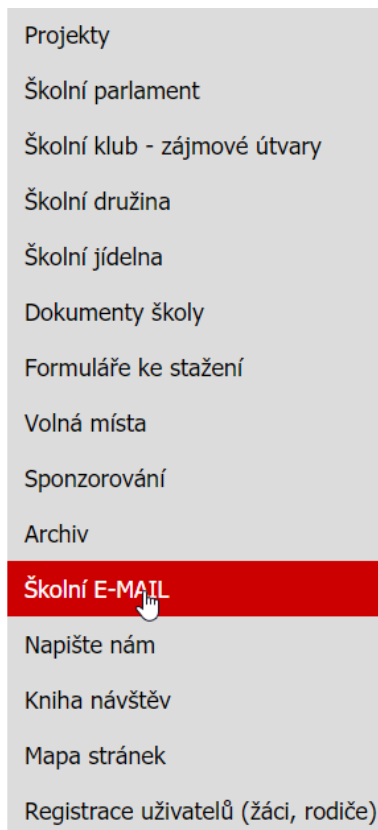 Projekty
Školní parlament
Školní klub - zájmové útvary
Školní družina
Školní jídelna
Dokumenty školy
Formuláře ke stažení
Volná místa
Sponzorování
Archiv
Školní E-MAIL
Napište nám
Kniha návštěv
Mapa stránek
Registrace uživatelů (žáci, rodiče)